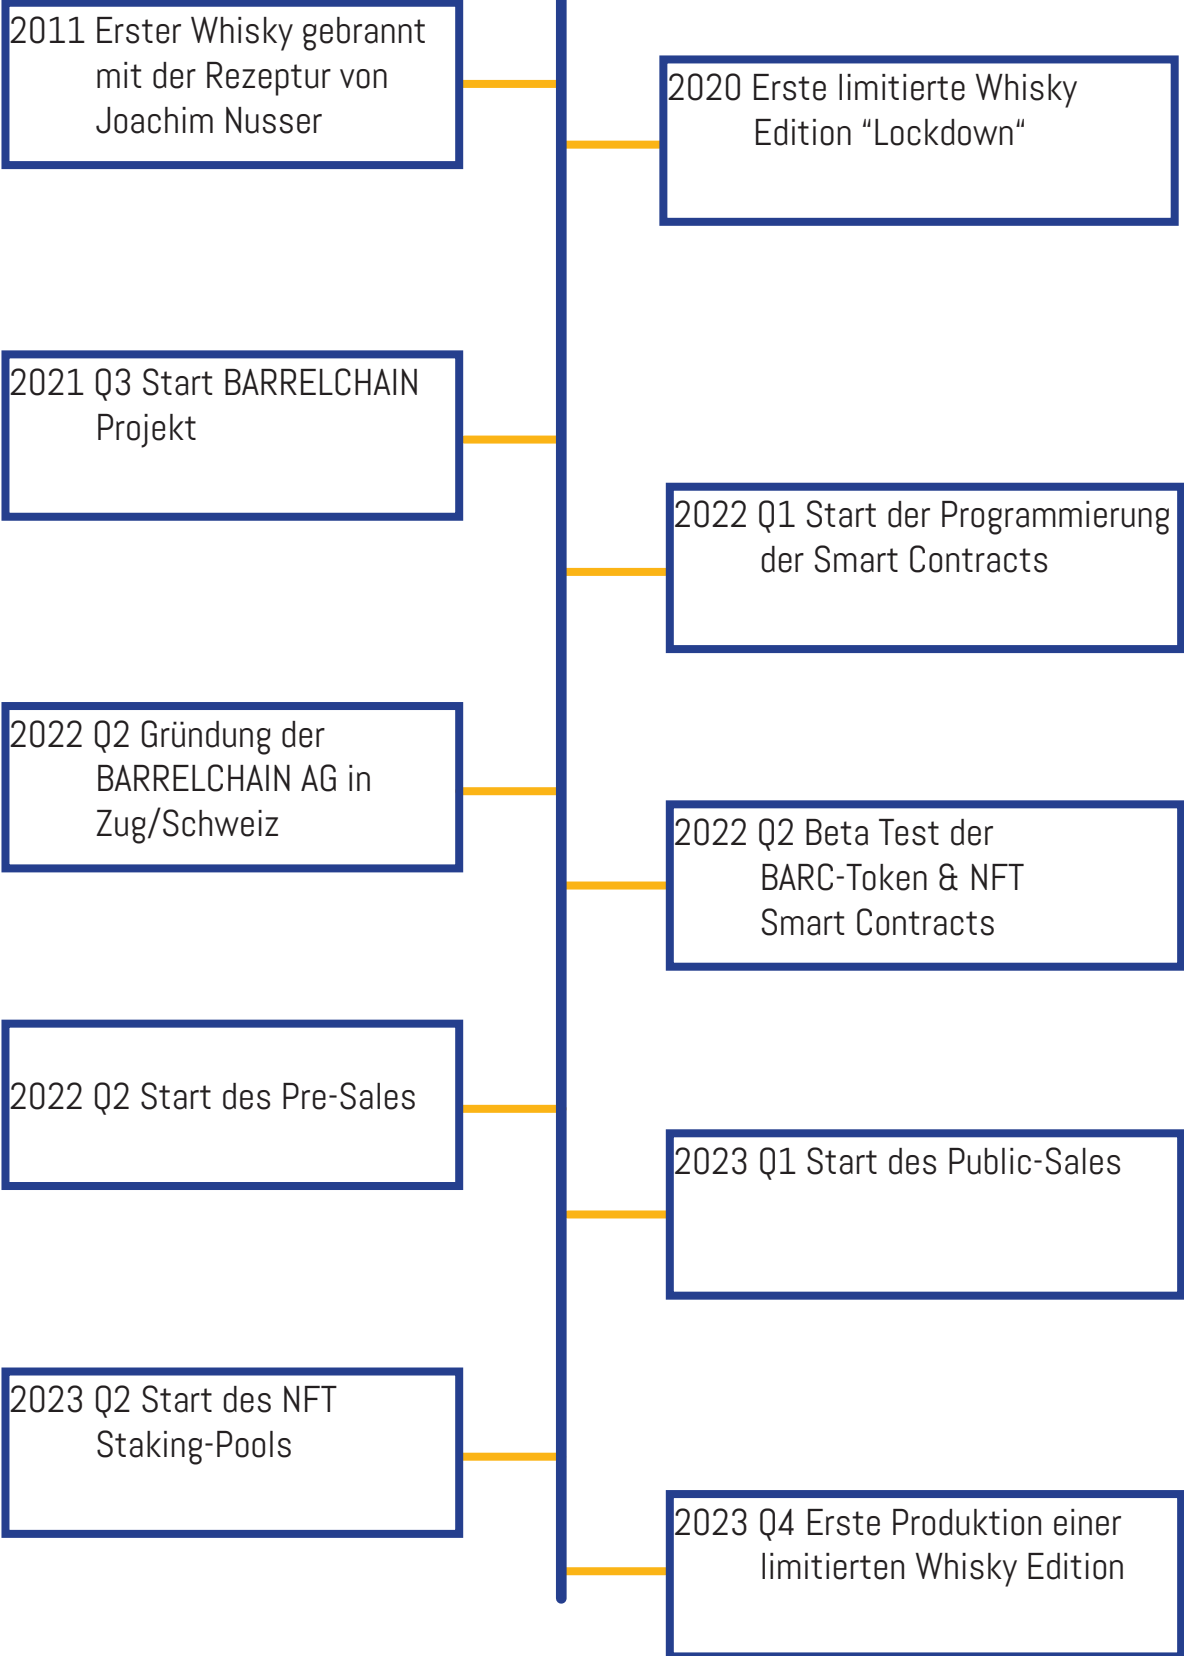 2011 Erster Whisky gebrannt
mit der Rezeptur von
Joachim Nusser
2020 Erste limitierte Whisky
Edition “Lockdown“
2021 Q3 Start BARRELCHAIN
Projekt
2022 Q1 Start der Programmierung
der Smart Contracts
2022 Q2 Gründung der
BARRELCHAIN AG in
Zug/Schweiz
2022 Q2 Beta Test der
BARC-Token & NFT
Smart Contracts
2022 Q2 Start des Pre-Sales
2023 Q1 Start des Public-Sales
2023 Q2 Start des NFT
Staking-Pools
2023 Q4 Erste Produktion einer
limitierten Whisky Edition